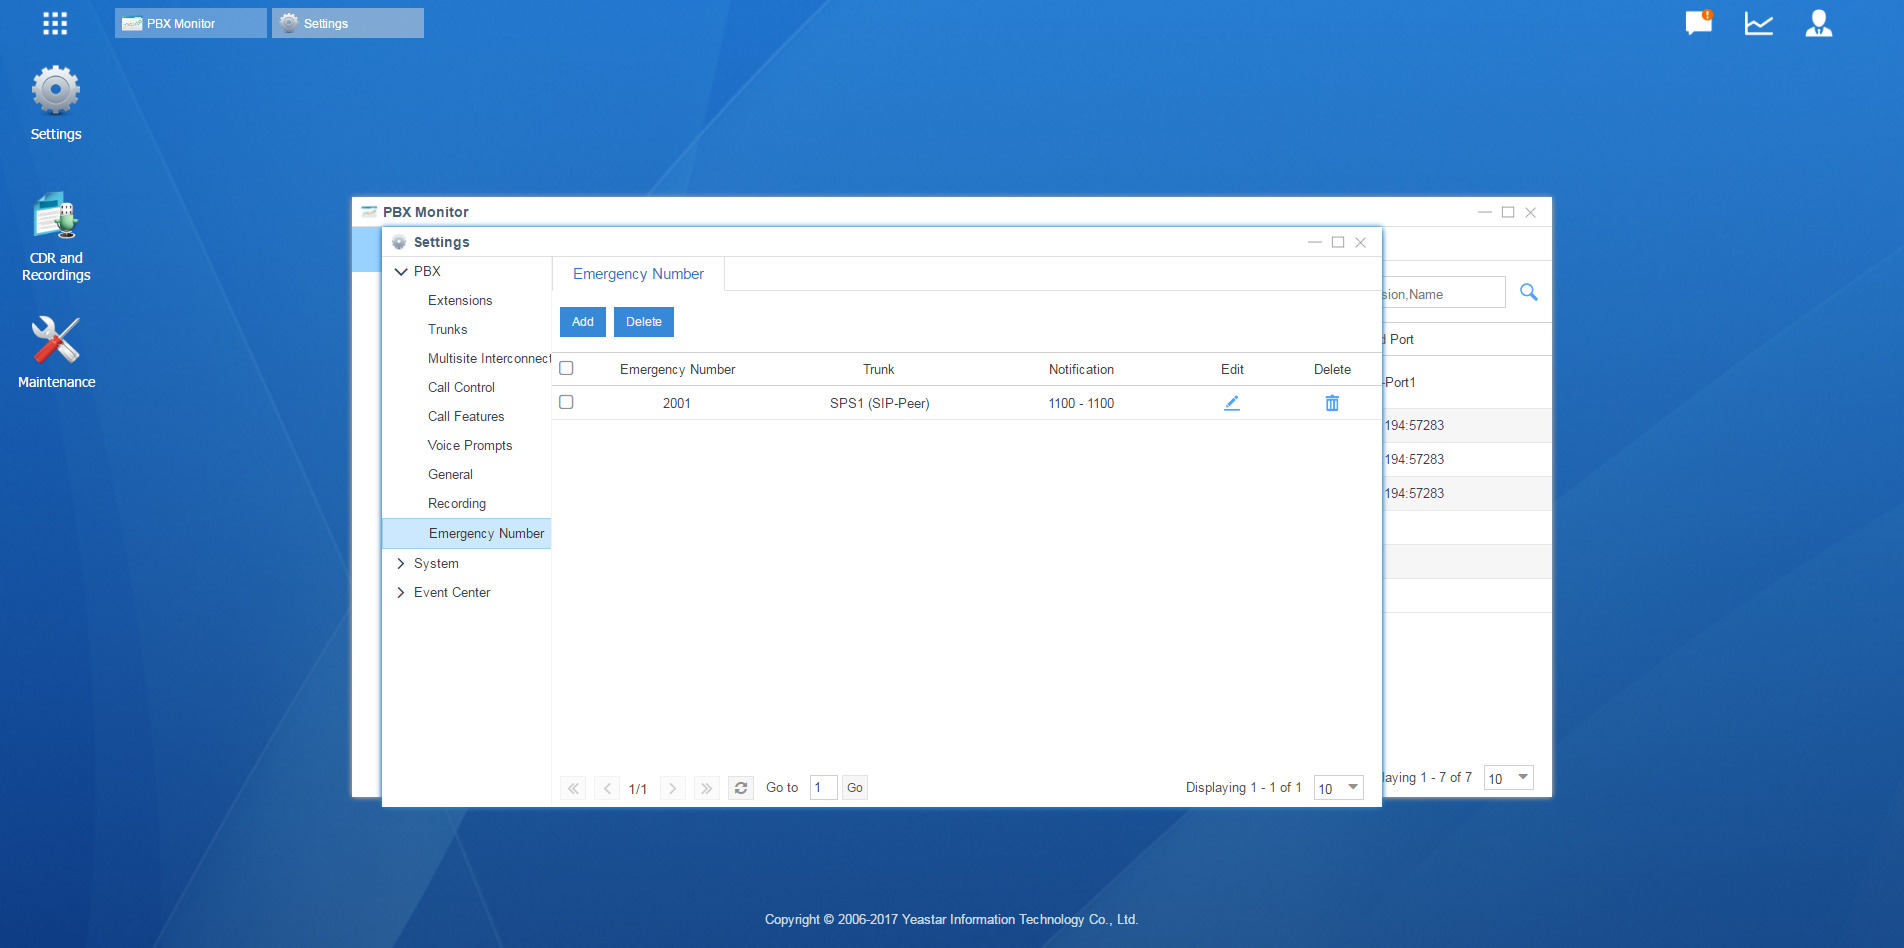 PBX Monitor
Settings
Settings
CDR and
Recordings
Maintenance
PBX Monitor
Settings
PBX
Extensions
Trunks
Multisite Interconnect
Call Control
Call Features
Voice Prompts
General
Recording
Emergency Number
System
Event Center
Emergency Number
Add
Delete
Emergency Number Trunk Notification Edit Delete
2001 SPS1 (SIP-Peer) 1100 - 1100
1/1 Go to 1 Go Displaying 1 - 1 of 1 10
sion,Name
d Port
-Port1
194:57283
194:57283
194:57283
laying 1 - 7 of 7 10
Copyright © 2006-2017 Yeastar Information Technology Co., Ltd.